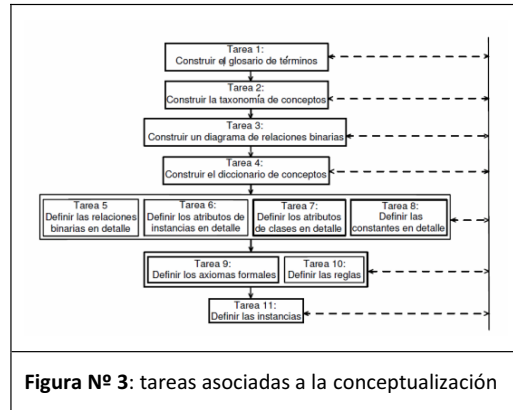 Tarea 1:
Construir el glosario de términos
Tarea 2:
Construir la taxonomía de conceptos
Tarea 3:
Construir un diagrama de relaciones binarias
Tarea 4:
Construir el diccionario de conceptos
Tarea 5
Definir las relaciones
binarias en detalle
Tarea 6:
Definir los atributos de
instancias en detalle
Tarea 7:
Definir los atributos
de clases en detalle
Tarea 8:
Definir las
constantes en detalle
Tarea 9:
Definir los axiomas formales
Tarea 10:
Definir las reglas
Tarea 11:
Definir las instancias
Figura Nº 3: tareas asociadas a la conceptualización